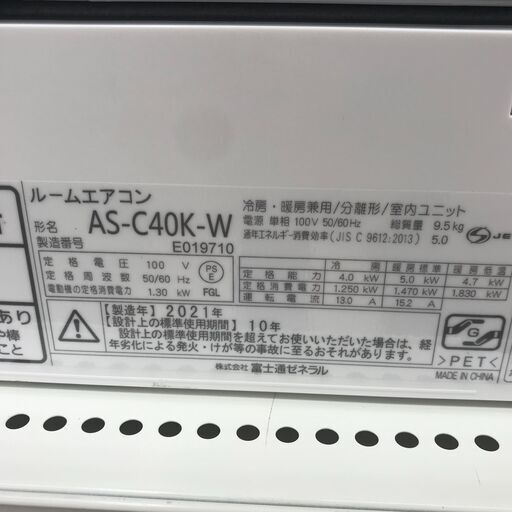 ルームエアコン
形名 AS-C40K-W
製造番号 E019710
冷房・暖房兼用/分離形/室内ユニット
電源 単相 100V 50/60Hz 総質量 9.5kg
通年エネルギー消費効率(JIS C 9612:2013) 5.0
JE
定格電圧 100 V
定格周波数 50/60 Hz
電動機の定格消費電力 1.30 kW
PS
E
FGL
冷房 暖房標準 暖房低温
定格能力 4.0 kW 5.0 kW 4.7 kW
定格消費電力 1.250 kW 1.470 kW 1.830 kW
運転電流 13.0 A 15.2 A
あり
や樟
こと
【製造年】2021年
【設計上の標準使用期間】10年
設計上の標準使用期間を超えてお使いいただいた場合は、経
年劣化による発火・けが等の事故に至るおそれがあります。
株式会社 富士通ゼネラル
G
>PET<
MADE IN CHINA